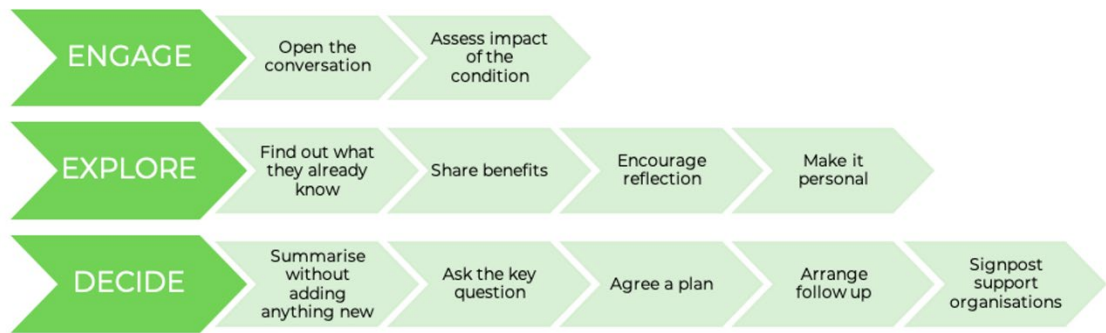 ENGAGE
Open the
conversation
Assess impact
of the
condition
EXPLORE
Find out what
they already
know
Share benefits
Encourage
reflection
Make it
personal
DECIDE
Summarise
without
adding
anything new
Ask the key
question
Agree a plan
Arrange
follow up
Signpost
support
organisations